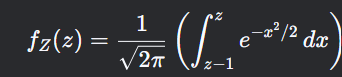 f_Z(z) = \frac{1}{\sqrt{2\pi}} \left( \int_{z-1}^{z} e^{-x^2/2} \, dx \right)